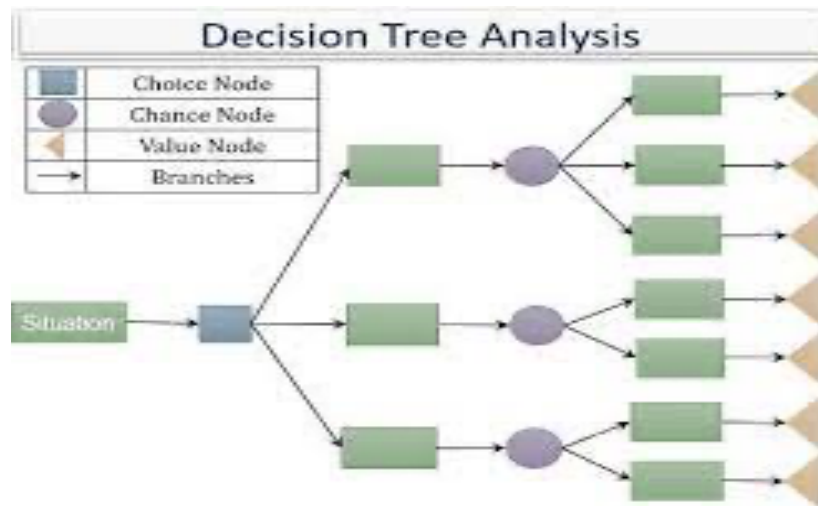 Decision Tree Analysis
Choice Node
Chance Node
Value Node
Branches
Situation